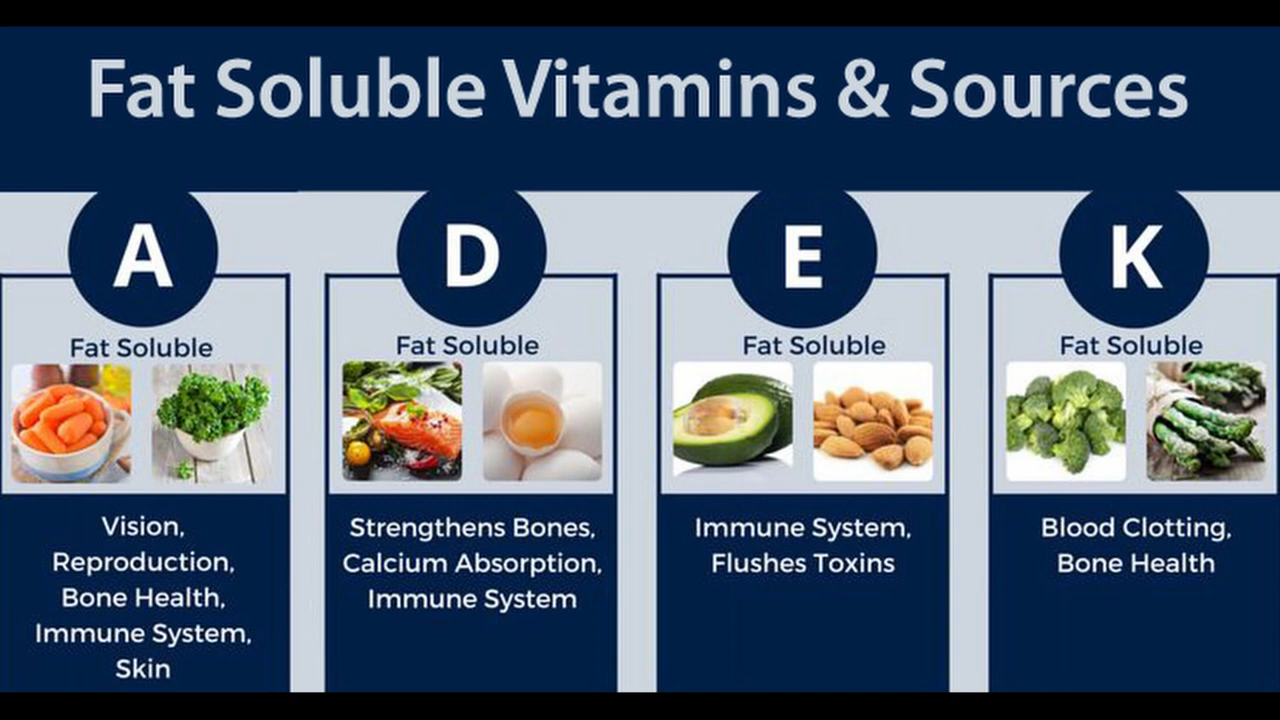 Fat Soluble Vitamins & Sources
A
Fat Soluble
Vision,
Reproduction,
Bone Health,
Immune System,
Skin
D
Fat Soluble
Strengthens Bones,
Calcium Absorption,
Immune System
E
Fat Soluble
Immune System,
Flushes Toxins
K
Fat Soluble
Blood Clotting,
Bone Health